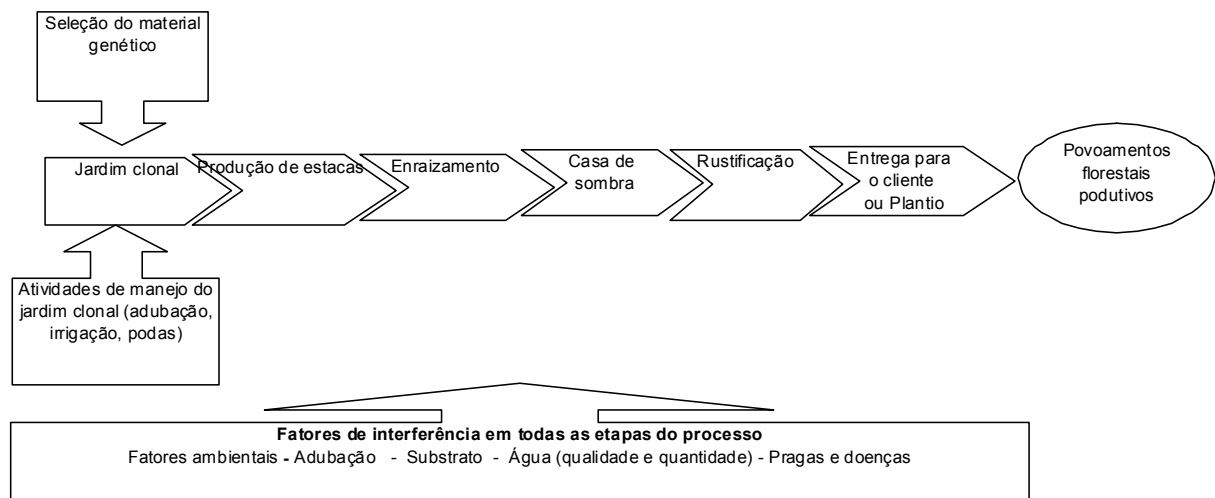 Seleção do material
genético
Jardim clonal
Produção de estacas
Enraizamento
Casa de
sombra
Rustificação
Entrega para
o cliente
ou Plantio
Povoamentos
florestais
podutivos
Atividades de manejo do
jardim clonal (adubação,
irrigação, podas)
Fatores de interferência em todas as etapas do processo
Fatores ambientais - Adubação - Substrato - Água (qualidade e quantidade) - Pragas e doenças